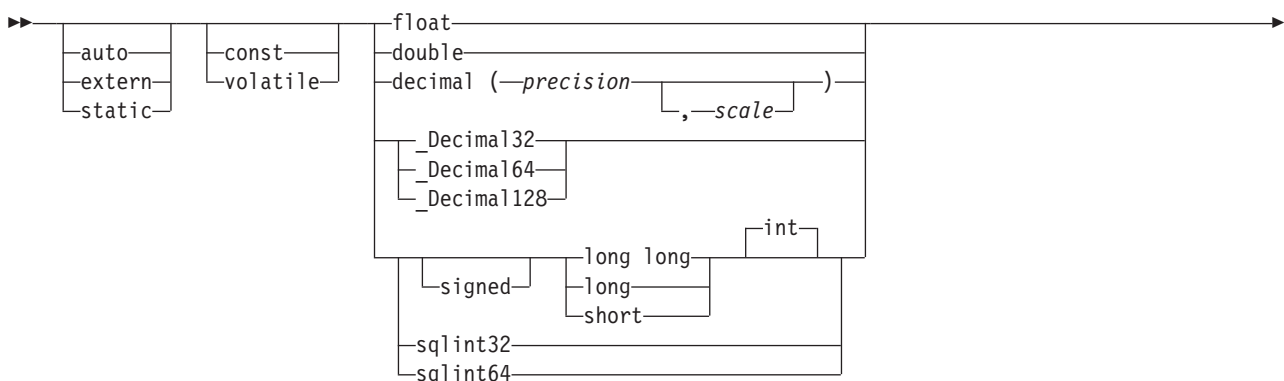 float
auto const double
extern volatile decimal ( precision )
static , scale
_Decimal32
_Decimal64
_Decimal128
int
long long
signed long
short
sqlint32
sqlint64